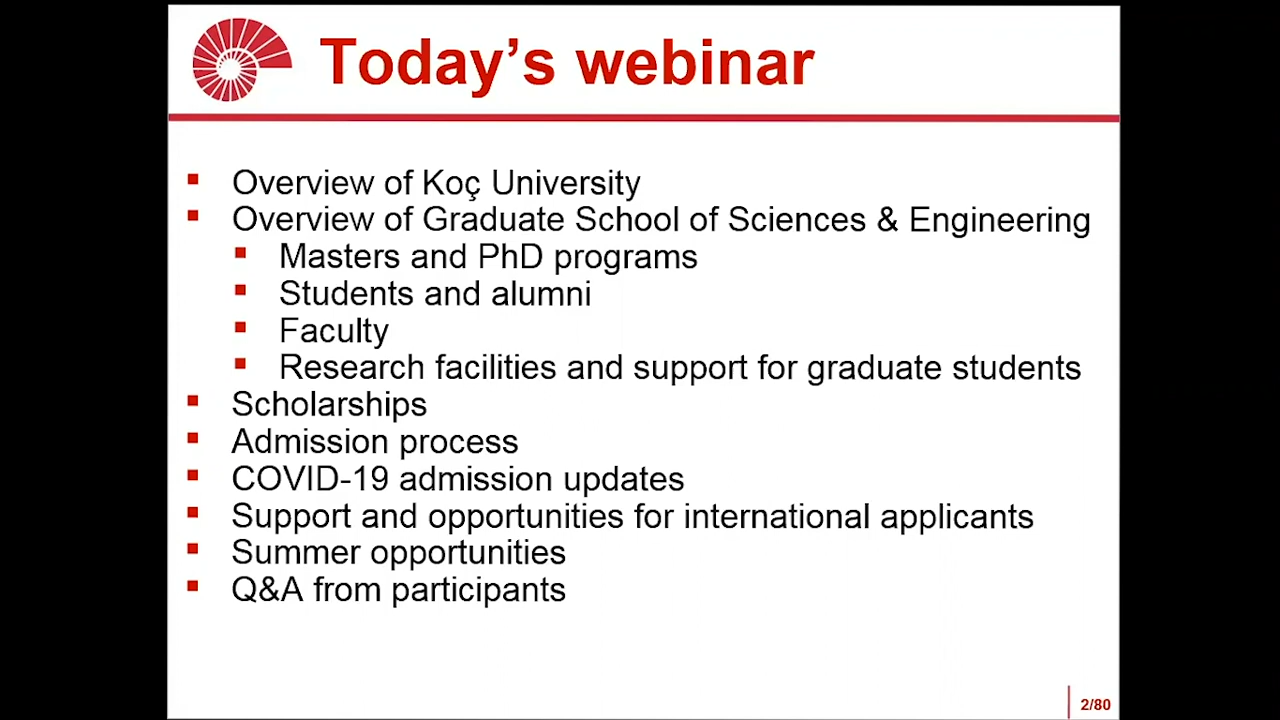 Today’s webinar
Overview of Koç University
Overview of Graduate School of Sciences & Engineering
Masters and PhD programs
Students and alumni
Faculty
Research facilities and support for graduate students
Scholarships
Admission process
COVID-19 admission updates
Support and opportunities for international applicants
Summer opportunities
Q&A from participants
2/80